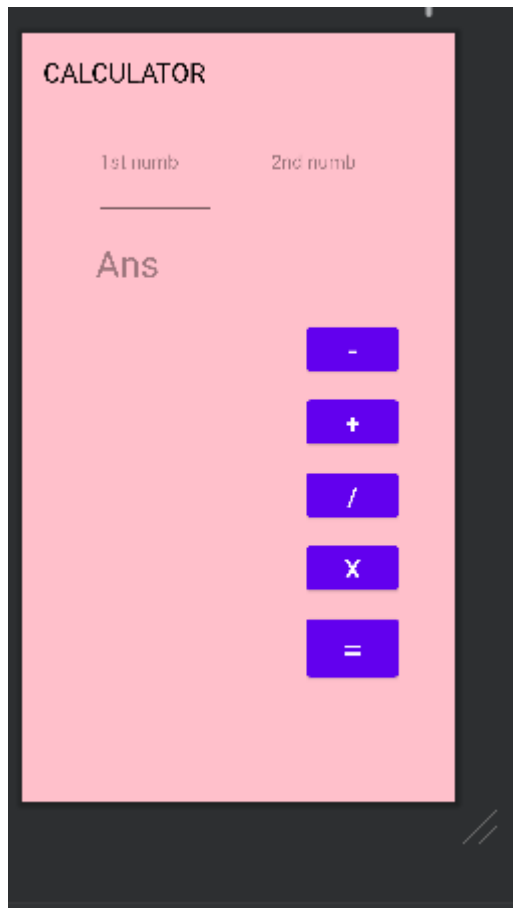 CALCULATOR
1st numb 2nd numb
Ans
-
+
/
X
=